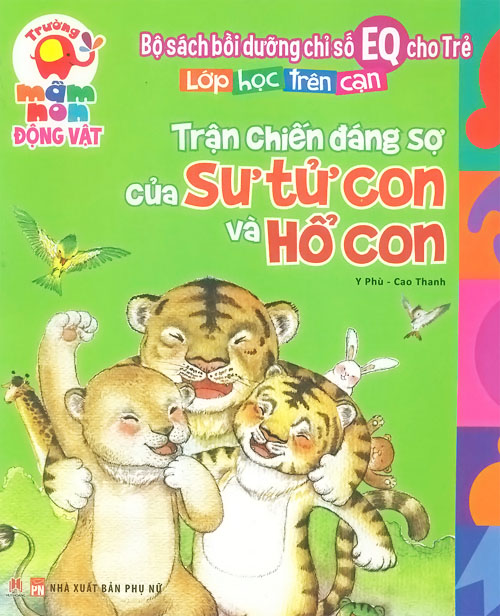 Trường
mầm
non
ĐỘNG VẬT
Bộ sách bồi dưỡng chỉ số EQ cho Trẻ
Lớp học trên cạn
Trận chiến đáng sợ
của Sư tử con
và Hổ con
Y Phù - Cao Thanh
PN NHÀ XUẤT BẢN PHỤ NỮ